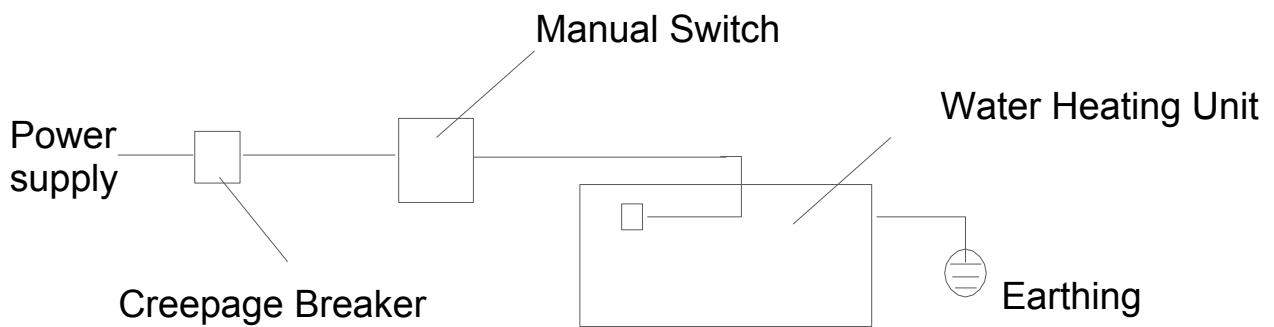 Manual Switch
Water Heating Unit
Power
supply
Creepage Breaker
Earthing